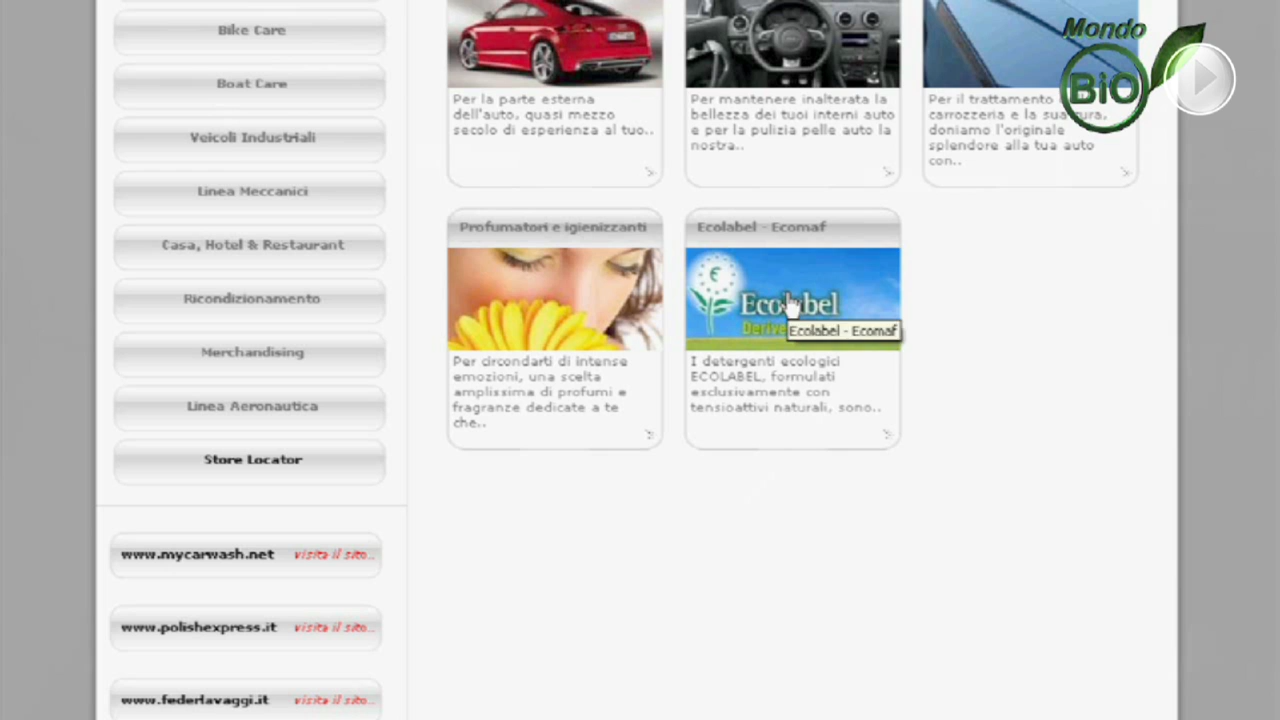 Bike Care
Boat Care
Veicoli Industriali
Linea Meccanici
Casa, Hotel & Restaurant
Ricondizionamento
Merchandising
Linea Aeronautica
Store Locator
www.mycarwash.net visita il sito..
www.polishexpress.it visita il sito..
www.federlavaggi.it visita il sito..
Per la parte esterna
dell'auto, quasi mezzo
secolo di esperienza al tuo..
Per mantenere inalterata la
bellezza dei tuoi interni auto
e per la pulizia pelle auto la
nostra..
Per il trattamento
carrozzeria e la sua
doniamo l'originale
splendore alla tua auto
con..
Profumatori e igienizzanti
Per circondarti di intense
emozioni, una scelta
amplissima di profumi e
fragranze dedicate a te
che..
Ecolabel - Ecomaf
Ecolabel
Ecolabel - Ecomaf
I detergenti ecologici
ECOLABEL, formulati
esclusivamente con
tensioattivi naturali, sono..
Mondo
BiO